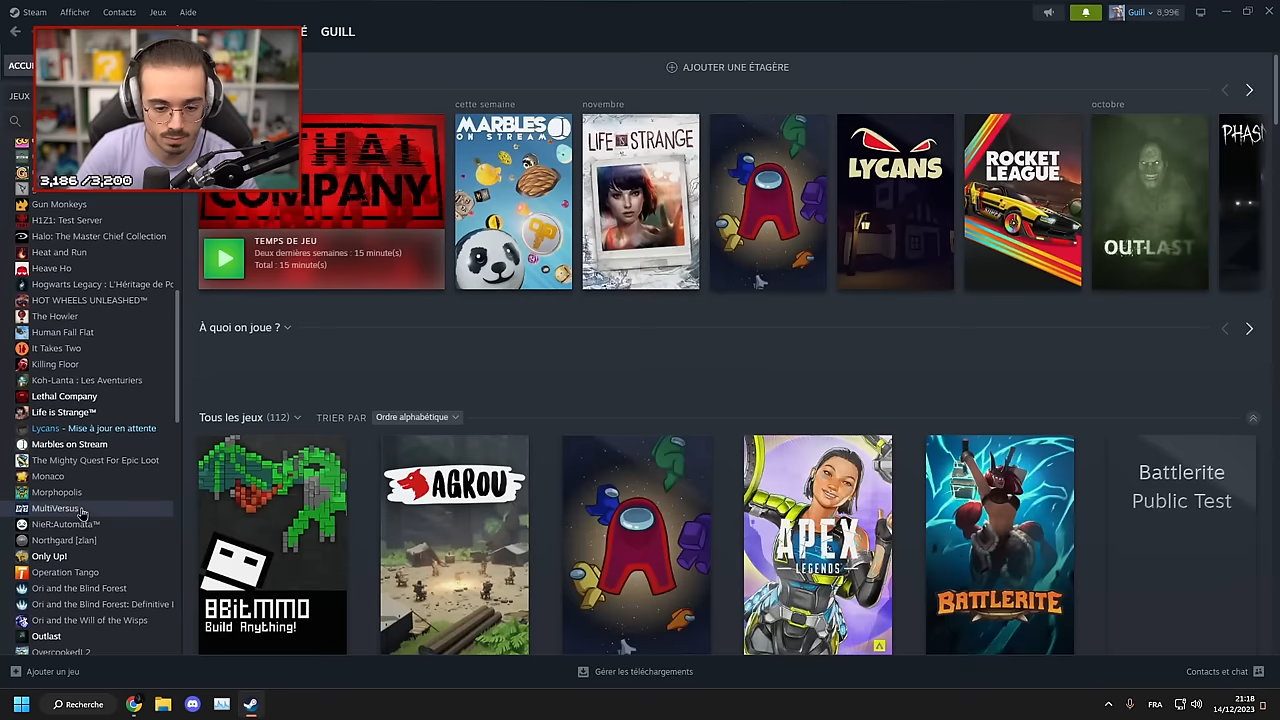 Steam Afficher Contacts Jeux Aide
Guill 8,99€
GUILL
ACCU
AJOUTER UNE ÉTAGÈRE
JEUX
3,186/3,200
cette semaine
novembre
octobre
COMPANY
TEMPS DE JEU
Deux dernières semaines : 15 minute(s)
Total : 15 minute(s)
MARBLES
ON STREAM
LIFE IS STRANGE
LYCANS
ROCKET
LEAGUE
OUTLAST
PHAS
Gun Monkeys
H1Z1: Test Server
Halo: The Master Chief Collection
Heat and Run
Heave Ho
Hogwarts Legacy : L'Héritage de Po
HOT WHEELS UNLEASHED™
The Howler
Human Fall Flat
It Takes Two
Killing Floor
Koh-Lanta : Les Aventuriers
Lethal Company
Life is Strange™
Lycans - Mise à jour en attente
Marbles on Stream
The Mighty Quest For Epic Loot
Monaco
Morphopolis
MultiVersus
NieR:Automata™
Northgard [zlan]
Only Up!
Operation Tango
Ori and the Blind Forest
Ori and the Blind Forest: Definitive
Ori and the Will of the Wisps
Outlast
Overcooked! 2
À quoi on joue ?
Tous les jeux (112) TRIER PAR Ordre alphabétique
8BitMMO
Build Anything!
AGROU
APEX
LEGENDS
BATTLERITE
Battlerite
Public Test
Ajouter un jeu
Gérer les téléchargements
Contacts et chat
Recherche
FRA
21:18
14/12/2023